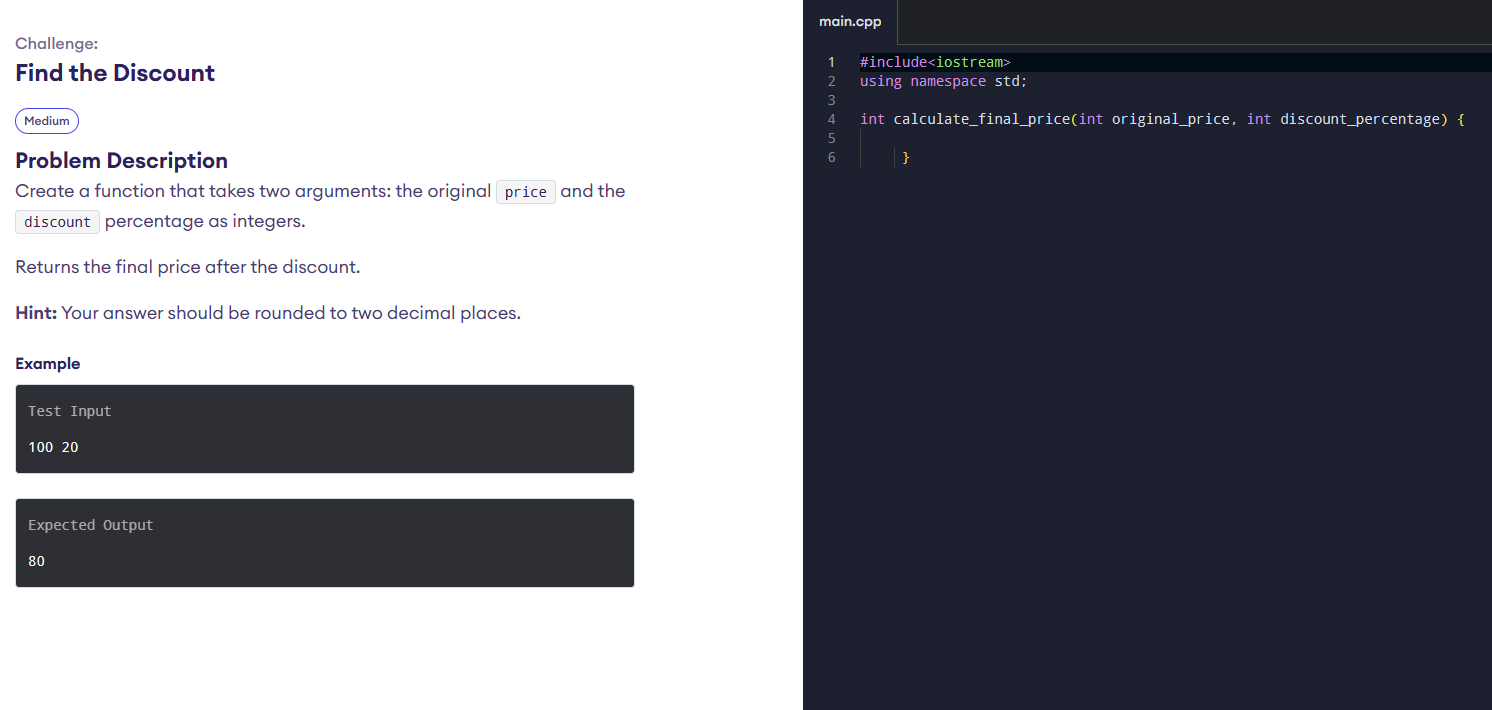 Challenge:
Find the Discount
Medium
Problem Description
Create a function that takes two arguments: the original price and the
discount percentage as integers.
Returns the final price after the discount.
Hint: Your answer should be rounded to two decimal places.
Example
Test Input
100 20
Expected Output
80
main.cpp
1 #include<iostream>
2 using namespace std;
3
4 int calculate_final_price(int original_price, int discount_percentage) {
5
6 }